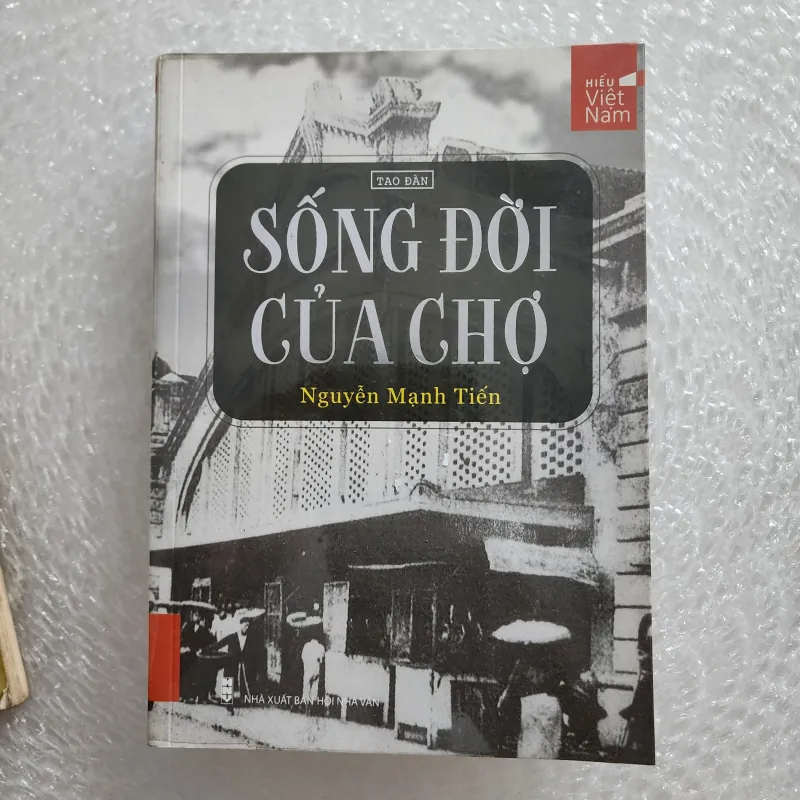 HIỂU
Việt
Nam
TAO ĐÀN
SỐNG ĐỜI
CỦA CHỢ
Nguyễn Mạnh Tiến
NHÀ XUẤT BẢN HỘI NHÀ VĂN